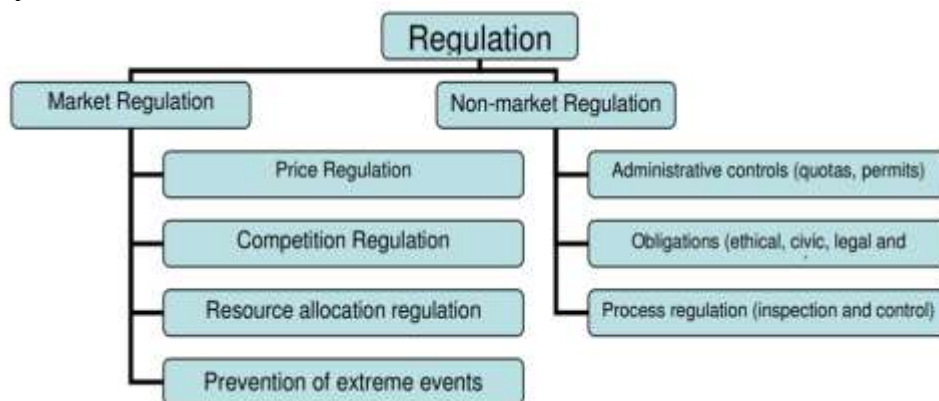 Regulation
Market Regulation
Non-market Regulation
Price Regulation
Competition Regulation
Resource allocation regulation
Prevention of extreme events
Administrative controls (quotas, permits)
Obligations (ethical, civic, legal and
Process regulation (inspection and control)